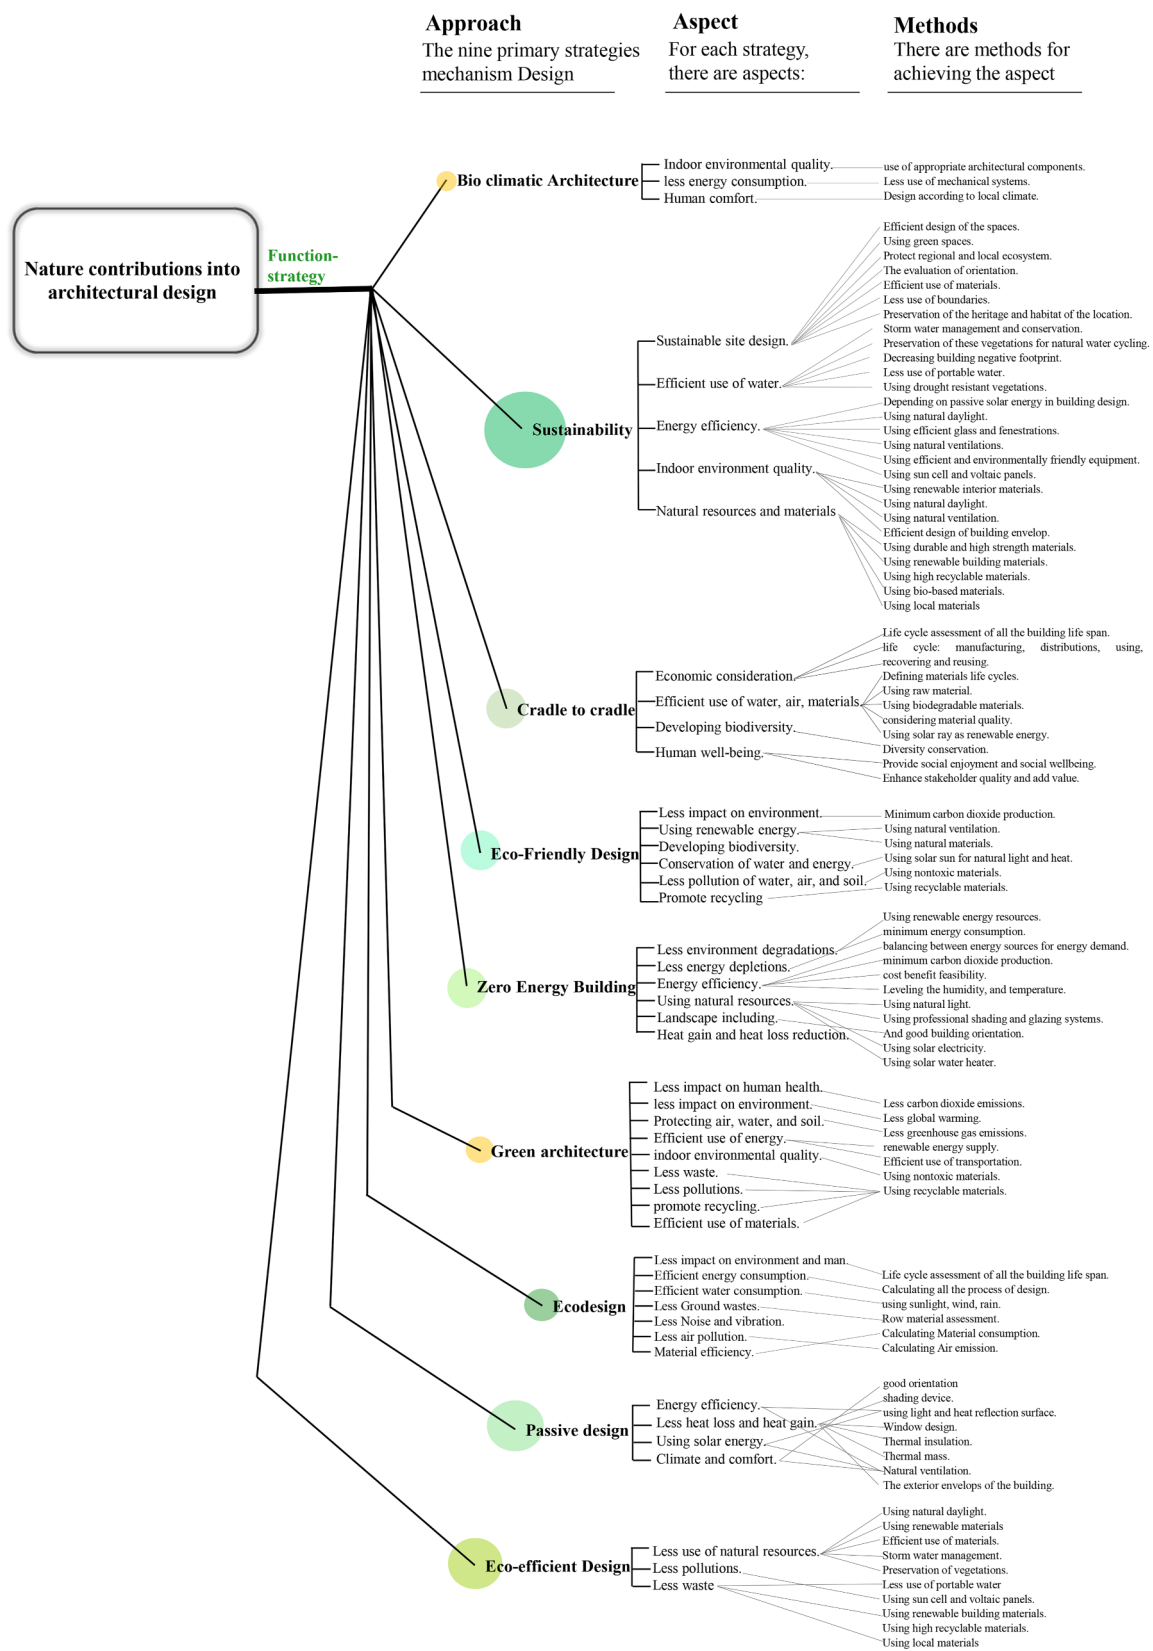 Approach
The nine primary strategies
mechanism Design
Aspect
For each strategy,
there are aspects:
Methods
There are methods for
achieving the aspect
Nature contributions into
architectural design
Function-
strategy
Bio climatic Architecture
Indoor environmental quality.
less energy consumption.
Human comfort.
use of appropriate architectural components.
Less use of mechanical systems.
Design according to local climate.
Sustainability
Sustainable site design.
Efficient use of water.
Energy efficiency.
Indoor environment quality.
Natural resources and materials
Efficient design of the spaces.
Using green spaces.
Protect regional and local ecosystem.
The evaluation of orientation.
Efficient use of materials.
Less use of boundaries.
Preservation of the heritage and habitat of the location.
Storm water management and conservation.
Preservation of these vegetations for natural water cycling.
Decreasing building negative footprint.
Less use of portable water.
Using drought resistant vegetations.
Depending on passive solar energy in building design.
Using natural daylight.
Using efficient glass and fenestrations.
Using natural ventilations.
Using efficient and environmentally friendly equipment.
Using sun cell and voltaic panels.
Using renewable interior materials.
Using natural daylight.
Using natural ventilation.
Efficient design of building envelop.
Using durable and high strength materials.
Using renewable building materials.
Using high recyclable materials.
Using bio-based materials.
Using local materials
Cradle to cradle
Economic consideration.
Efficient use of water, air, materials.
Developing biodiversity.
Human well-being.
Life cycle assessment of all the building life span.
life cycle: manufacturing, distributions, using,
recovering and reusing.
Defining materials life cycles.
Using raw material.
Using biodegradable materials.
considering material quality.
Using solar ray as renewable energy.
Diversity conservation.
Provide social enjoyment and social wellbeing.
Enhance stakeholder quality and add value.
Eco-Friendly Design
Less impact on environment.
Using renewable energy.
Developing biodiversity.
Conservation of water and energy.
Less pollution of water, air, and soil.
Promote recycling
Minimum carbon dioxide production.
Using natural ventilation.
Using natural materials.
Using solar sun for natural light and heat.
Using nontoxic materials.
Using recyclable materials.
Zero Energy Building
Less environment degradations.
Less energy depletions.
Energy efficiency.
Using natural resources.
Landscape including.
Heat gain and heat loss reduction.
Using renewable energy resources.
minimum energy consumption.
balancing between energy sources for energy demand.
minimum carbon dioxide production.
cost benefit feasibility.
Leveling the humidity, and temperature.
Using natural light.
Using professional shading and glazing systems.
And good building orientation.
Using solar electricity.
Using solar water heater.
Green architecture
Less impact on human health.
less impact on environment.
Protecting air, water, and soil.
Efficient use of energy.
indoor environmental quality.
Less waste.
Less pollutions.
promote recycling.
Efficient use of materials.
Less carbon dioxide emissions.
Less global warming.
Less greenhouse gas emissions.
renewable energy supply.
Efficient use of transportation.
Using nontoxic materials.
Using recyclable materials.
Ecodesign
Less impact on environment and man.
Efficient energy consumption.
Efficient water consumption.
Less Ground wastes.
Less Noise and vibration.
Less air pollution.
Material efficiency.
Life cycle assessment of all the building life span.
Calculating all the process of design.
using sunlight, wind, rain.
Row material assessment.
Calculating Material consumption.
Calculating Air emission.
Passive design
Energy efficiency.
Less heat loss and heat gain.
Using solar energy.
Climate and comfort.
good orientation
shading device.
using light and heat reflection surface.
Window design.
Thermal insulation.
Thermal mass.
Natural ventilation.
The exterior envelops of the building.
Eco-efficient Design
Less use of natural resources.
Less pollutions.
Less waste
Using natural daylight.
Using renewable materials
Efficient use of materials.
Storm water management.
Preservation of vegetations.
Less use of portable water
Using sun cell and voltaic panels.
Using renewable building materials.
Using high recyclable materials.
Using local materials